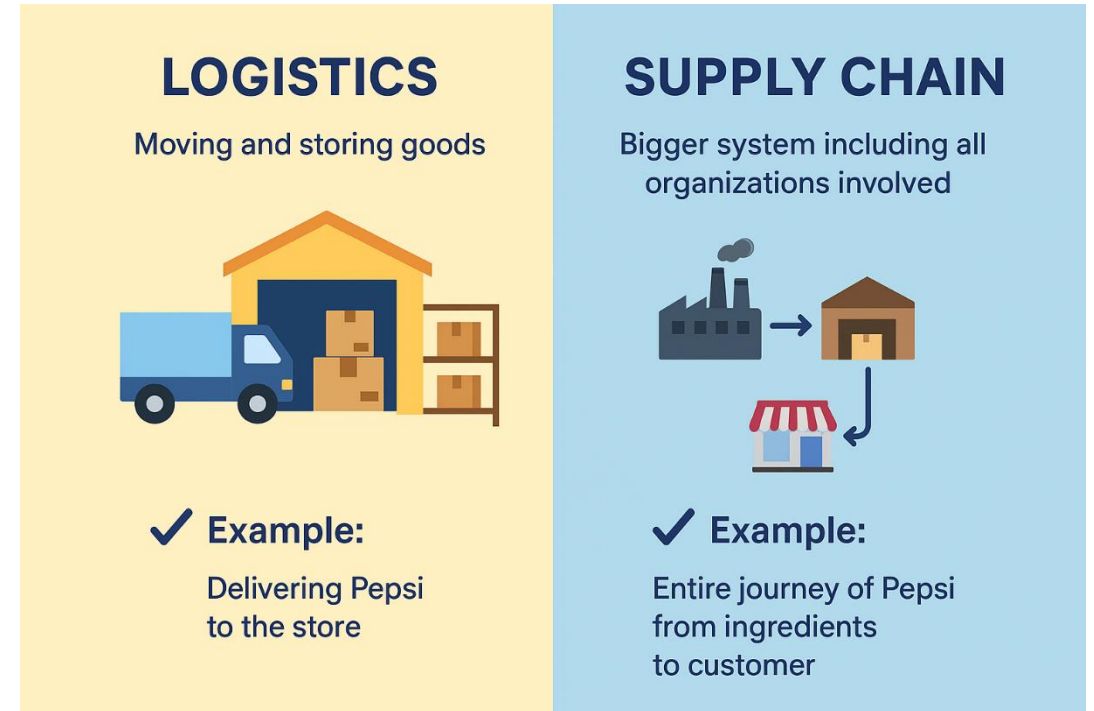 LOGISTICS
Moving and storing goods
Example:
Delivering Pepsi
to the store
SUPPLY CHAIN
Bigger system including all
organizations involved
Example:
Entire journey of Pepsi
from ingredients
to customer